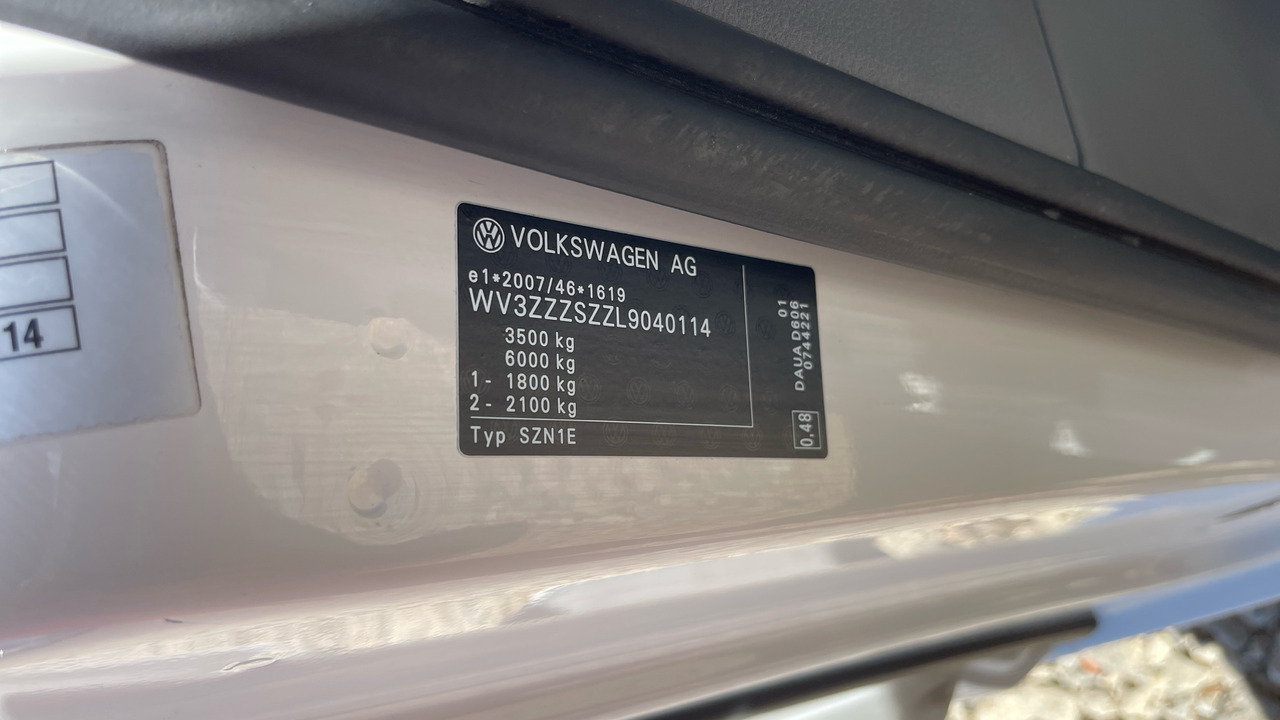 14
VOLKSWAGEN AG
e1*2007/46*1619
WV3ZZZSZZL9040114
3500 kg
6000 kg
1- 1800 kg
2- 2100 kg
Typ SZN1E
01
DAUA D606
0744221
0.48